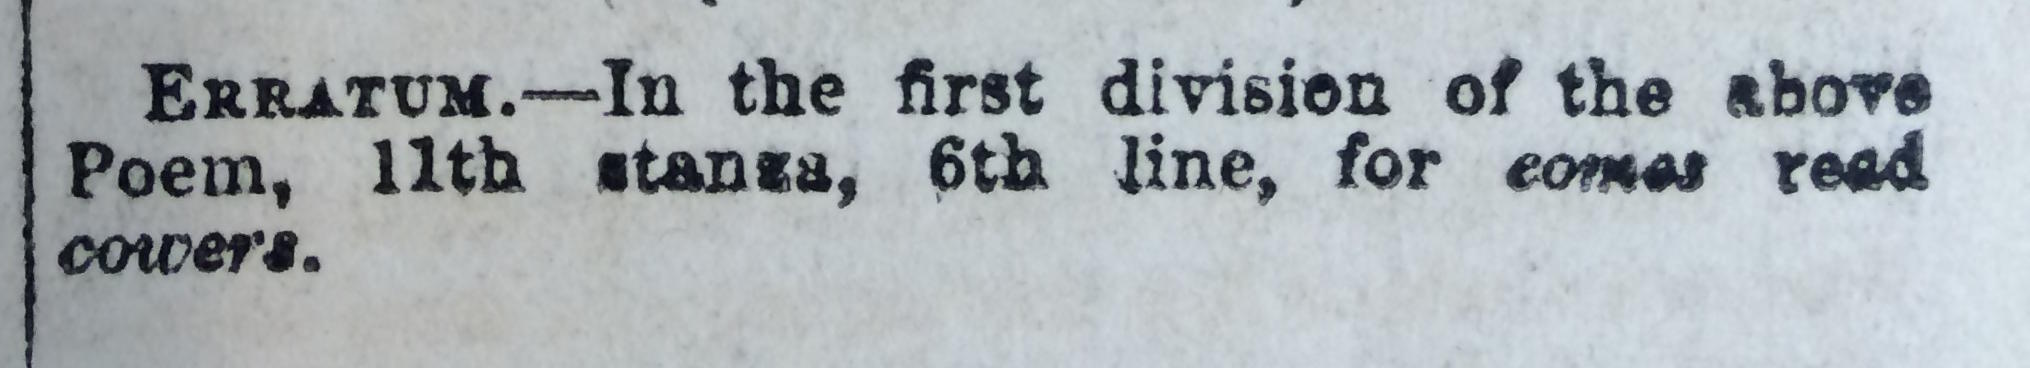 ERRATUM.—In the first division of the above
Poem, 11th stanza, 6th line, for comes read
cowers.